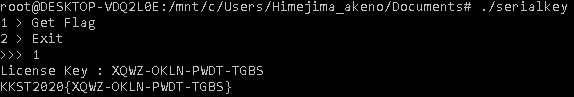 root@DESKTOP-VDQ2L0E:/mnt/c/Users/Himejima_akeno/Documents# ./serialkey
1 > Get Flag
2 > Exit
>>> 1
License Key : XQWZ-OKLN-PWDT-TGBS
KKST2020{XQWZ-OKLN-PWDT-TGBS}